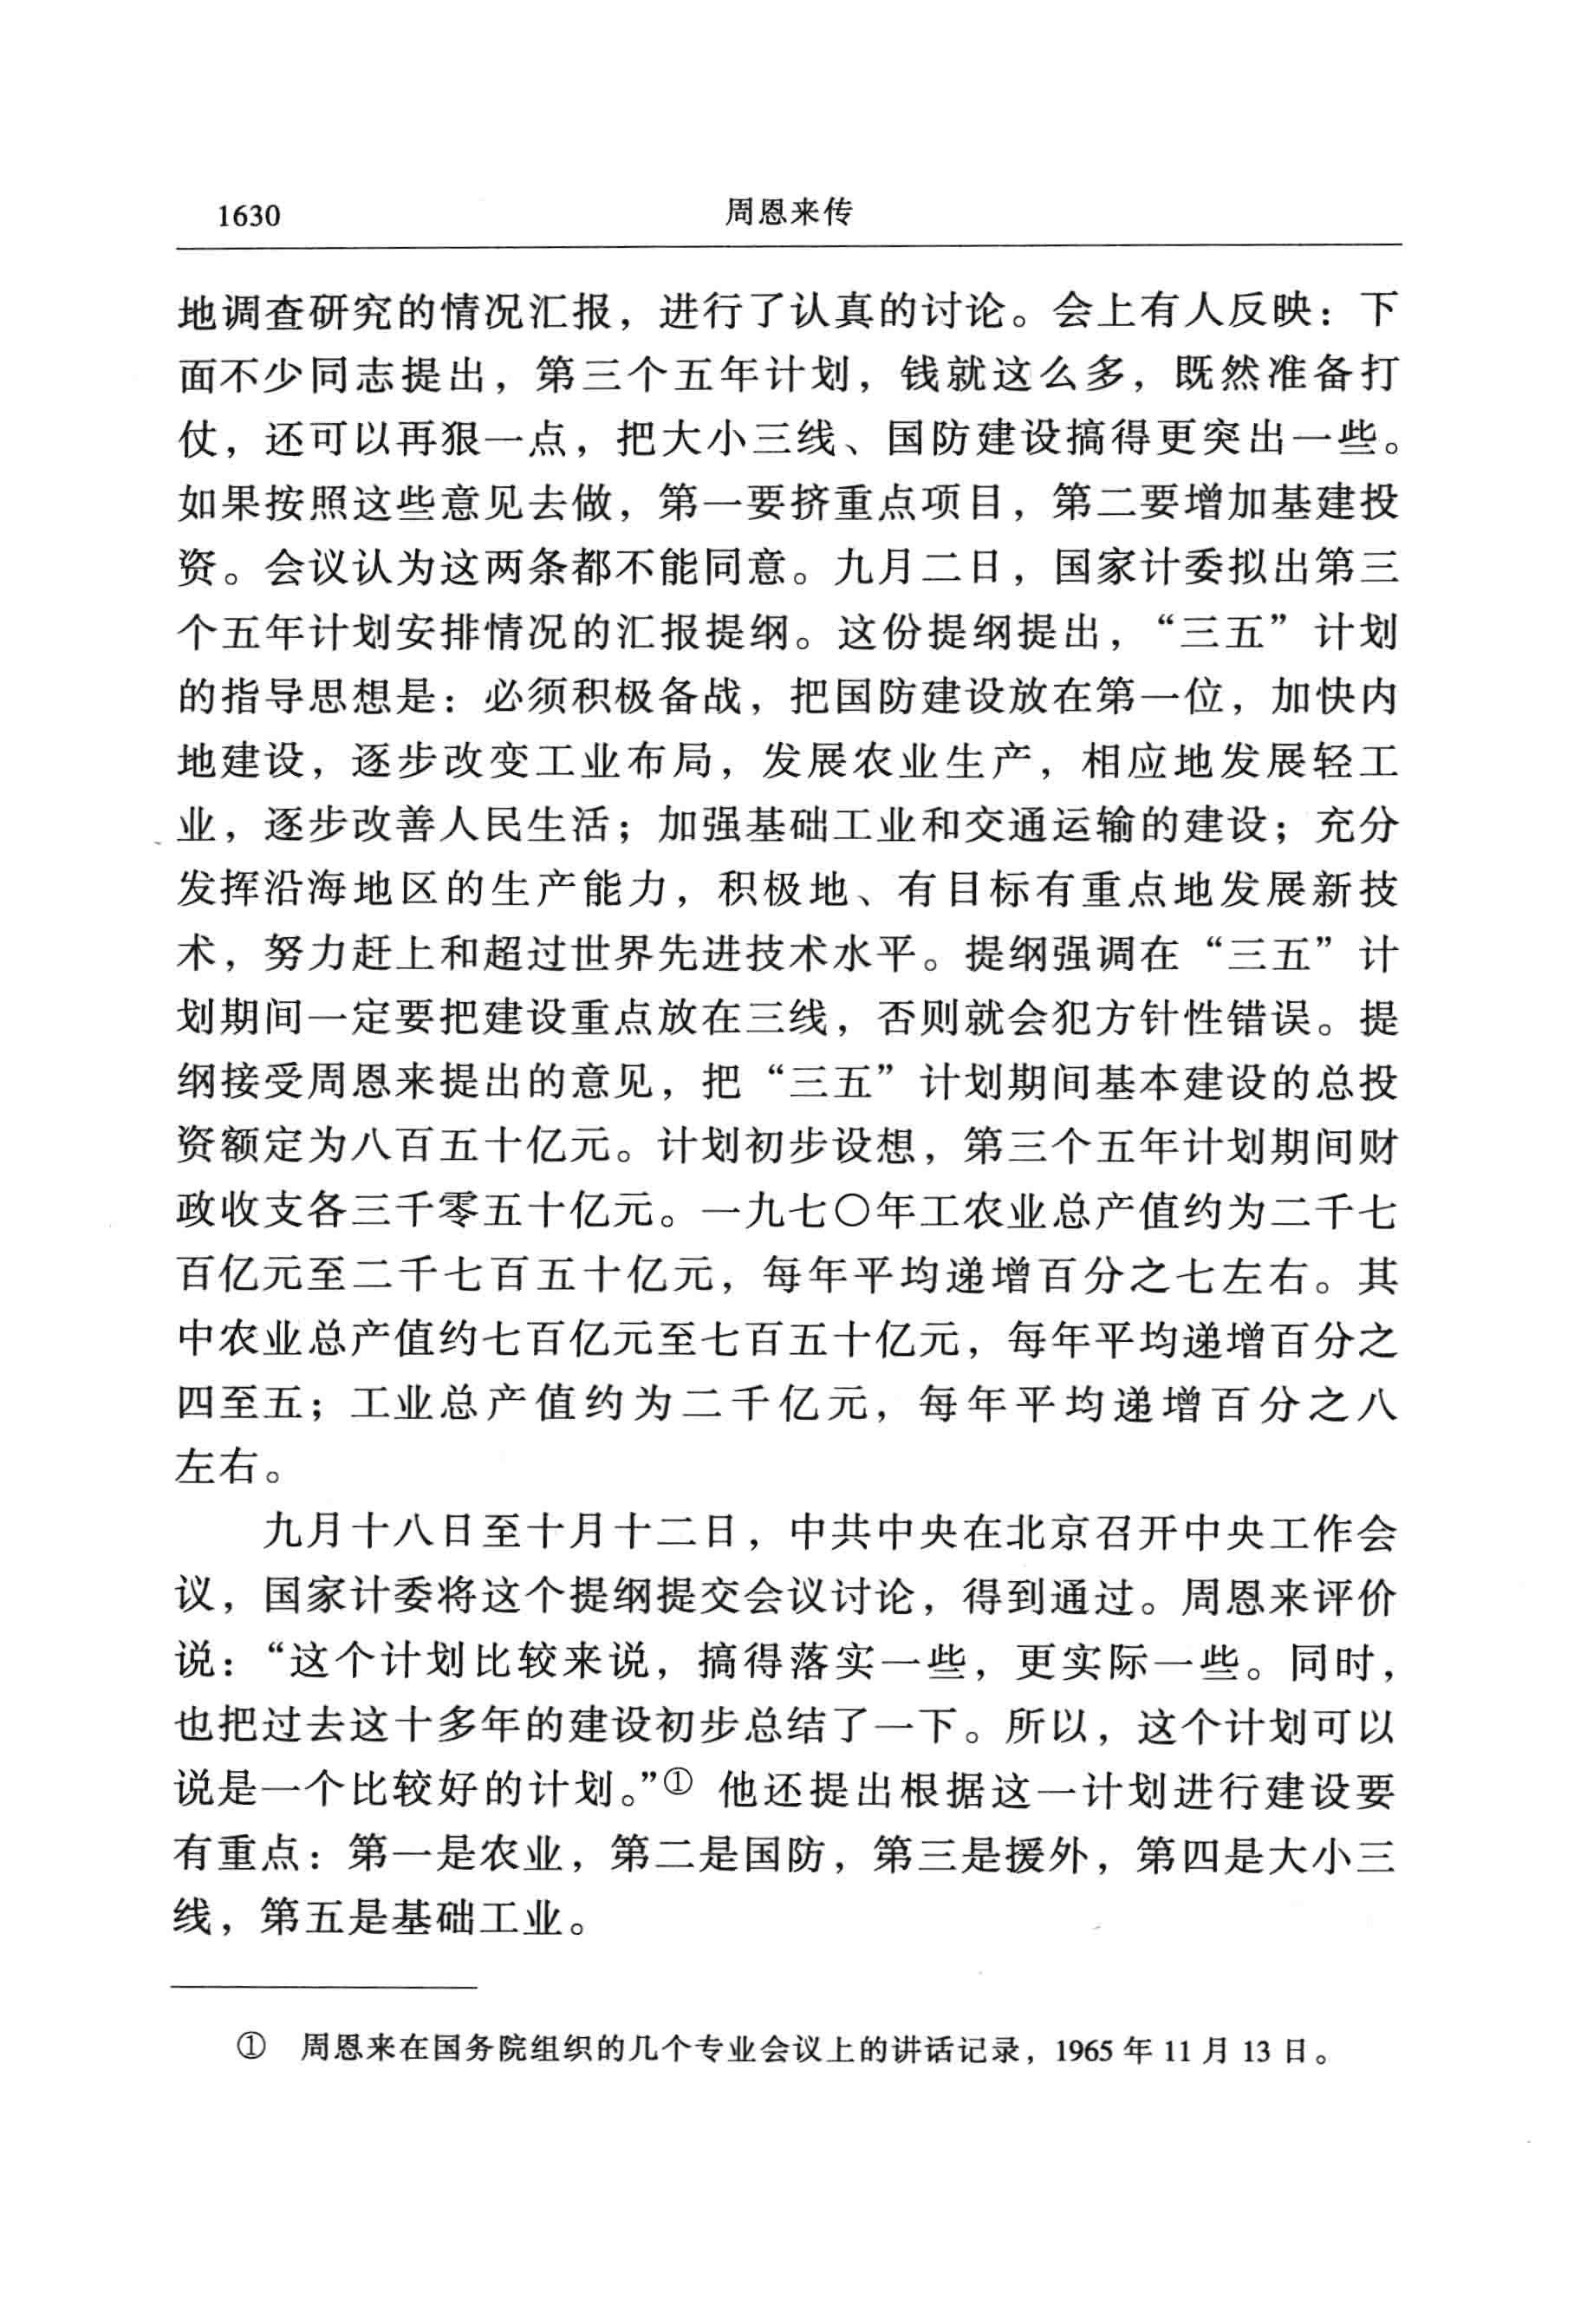 1630 周恩来传
地调查研究的情况汇报，进行了认真的讨论。会上有人反映：下
面不少同志提出，第三个五年计划，钱就这么多，既然准备打
仗，还可以再狠一点，把大小三线、国防建设搞得更突出一些。
如果按照这些意见去做，第一要挤重点项目，第二要增加基建投
资。会议认为这两条都不能同意。九月二日，国家计委拟出第三
个五年计划安排情况的汇报提纲。这份提纲提出，“三五”计划
的指导思想是：必须积极备战，把国防建设放在第一位，加快内
地建设，逐步改变工业布局，发展农业生产，相应地发展轻工
业，逐步改善人民生活；加强基础工业和交通运输的建设；充分
发挥沿海地区的生产能力，积极地、有目标有重点地发展新技
术，努力赶上和超过世界先进技术水平。提纲强调在“三五”计
划期间一定要把建设重点放在三线，否则就会犯方针性错误。提
纲接受周恩来提出的意见，把“三五”计划期间基本建设的总投
资额定为八百五十亿元。计划初步设想，第三个五年计划期间财
政收支各三千零五十亿元。一九七〇年工农业总产值约为二千七
百亿元至二千七百五十亿元，每年平均递增百分之七左右。其
中农业总产值约七百亿元至七百五十亿元，每年平均递增百分之
四至五；工业总产值约为二千亿元，每年平均递增百分之八
左右。
九月十八日至十月十二日，中共中央在北京召开中央工作会
议，国家计委将这个提纲提交会议讨论，得到通过。周恩来评价
说：“这个计划比较来说，搞得落实一些，更实际一些。同时，
也把过去这十多年的建设初步总结了一下。所以，这个计划可以
说是一个比较好的计划。”① 他还提出根据这一计划进行建设要
有重点：第一是农业，第二是国防，第三是援外，第四是大小三
线，第五是基础工业。
① 周恩来在国务院组织的几个专业会议上的讲话记录，1965 年 11 月 13 日。